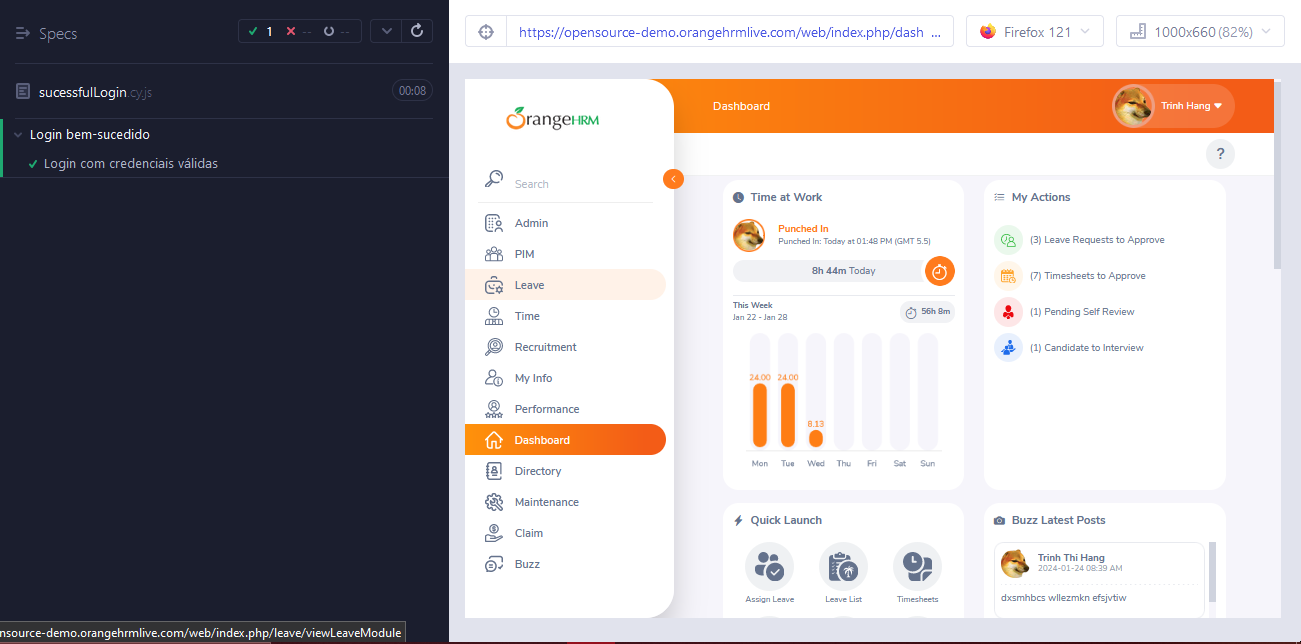 Specs
1 -- --
sucessfulLogin.cy.js 00:08
Login bem-sucedido
Login com credenciais válidas
nsource-demo.orangehrmlive.com/web/index.php/leave/viewLeaveModule
https://opensource-demo.orangehrmlive.com/web/index.php/dash ...
Firefox 121
1000x660 (82%)
OrangeHRM
Search
Admin
PIM
Leave
Time
Recruitment
My Info
Performance
Dashboard
Directory
Maintenance
Claim
Buzz
Dashboard
Trinh Hang
?
Time at Work
Punched In
Punched In: Today at 01:48 PM (GMT 5.5)
8h 44m Today
This Week
Jan 22 - Jan 28
56h 8m
24.00 24.00 8.13
Mon Tue Wed Thu Fri Sat Sun
My Actions
(3) Leave Requests to Approve
(7) Timesheets to Approve
(1) Pending Self Review
(1) Candidate to Interview
Quick Launch
Assign Leave Leave List Timesheets
Buzz Latest Posts
Trinh Thi Hang
2024-01-24 08:39 AM
dxsmhbcs wllezmkn efsjvtiw